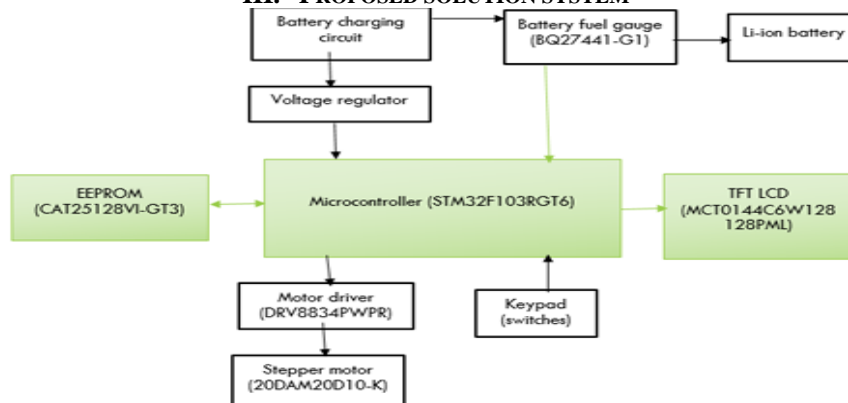 III. PROPOSED SOLUTION SYSTEM
Battery charging
circuit
Battery fuel gauge
(BQ27441-G1)
Li-ion battery
Voltage regulator
EEPROM
(CAT25128VI-GT3)
Microcontroller (STM32F103RGT6)
TFT LCD
(MCT0144C6W128
128PML)
Motor driver
(DRV8834PWPR)
Keypad
(switches)
Stepper motor
(20DAM20D10-K)